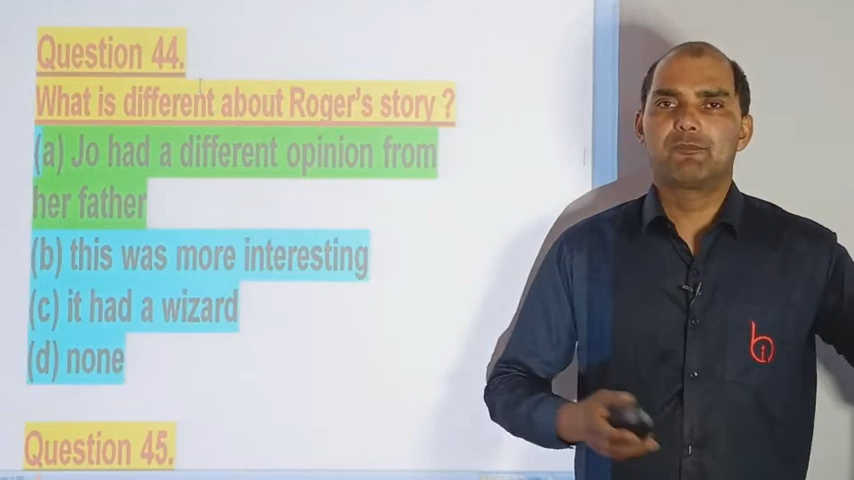 Question 44.
What is different about Roger's story ?
(a) Jo had a different opinion from
her father
(b) this was more interesting
(c) it had a wizard
(d) none
Question 45.